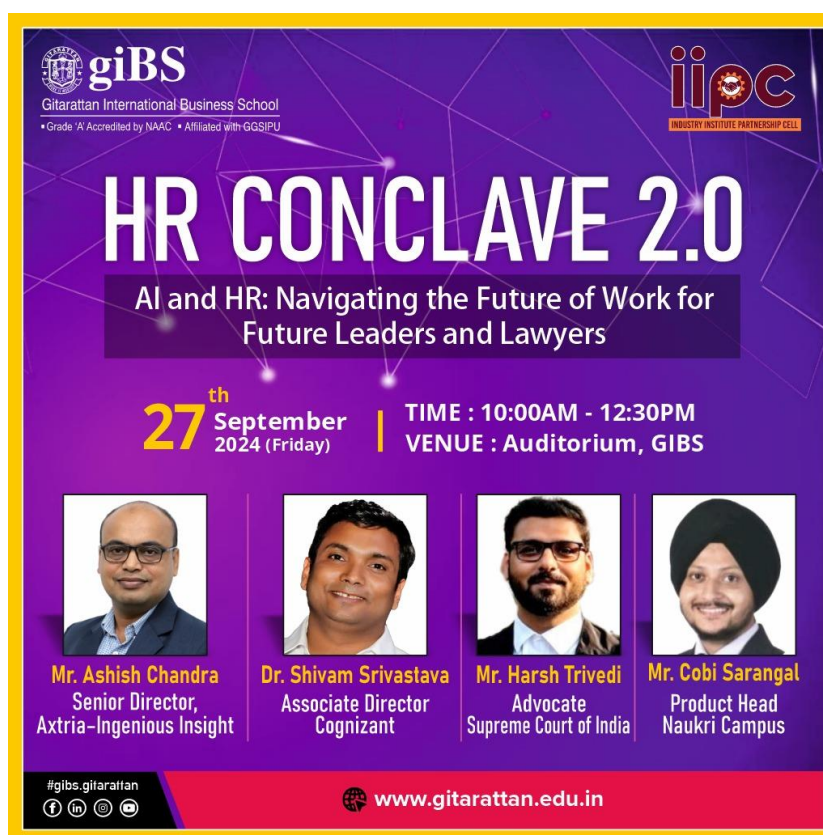 giBS
Gitarattan International Business School
▪ Grade 'A' Accredited by NAAC ▪ Affiliated with GGSIPU
iipc
INDUSTRY INSTITUTE PARTNERSHIP CELL
HR CONCLAVE 2.0
AI and HR: Navigating the Future of Work for
Future Leaders and Lawyers
27th September
2024 (Friday)
TIME : 10:00AM - 12:30PM
VENUE : Auditorium, GIBS
Mr. Ashish Chandra
Senior Director,
Axtria-Ingenious Insight
Dr. Shivam Srivastava
Associate Director
Cognizant
Mr. Harsh Trivedi
Advocate
Supreme Court of India
Mr. Cobi Sarangal
Product Head
Naukri Campus
#gibs.gitarattan
www.gitarattan.edu.in